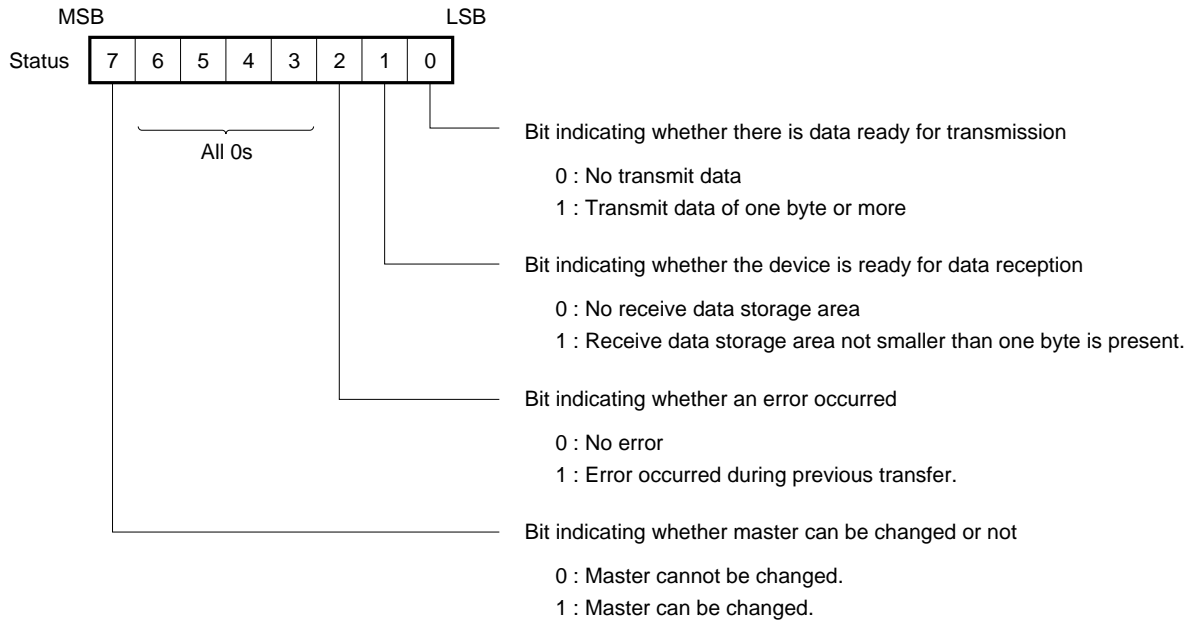 MSB LSB
Status 7 6 5 4 3 2 1 0
Bit indicating whether there is data ready for transmission
All 0s
0 : No transmit data
1 : Transmit data of one byte or more
Bit indicating whether the device is ready for data reception
0 : No receive data storage area
1 : Receive data storage area not smaller than one byte is present.
Bit indicating whether an error occurred
0 : No error
1 : Error occurred during previous transfer.
Bit indicating whether master can be changed or not
0 : Master cannot be changed.
1 : Master can be changed.